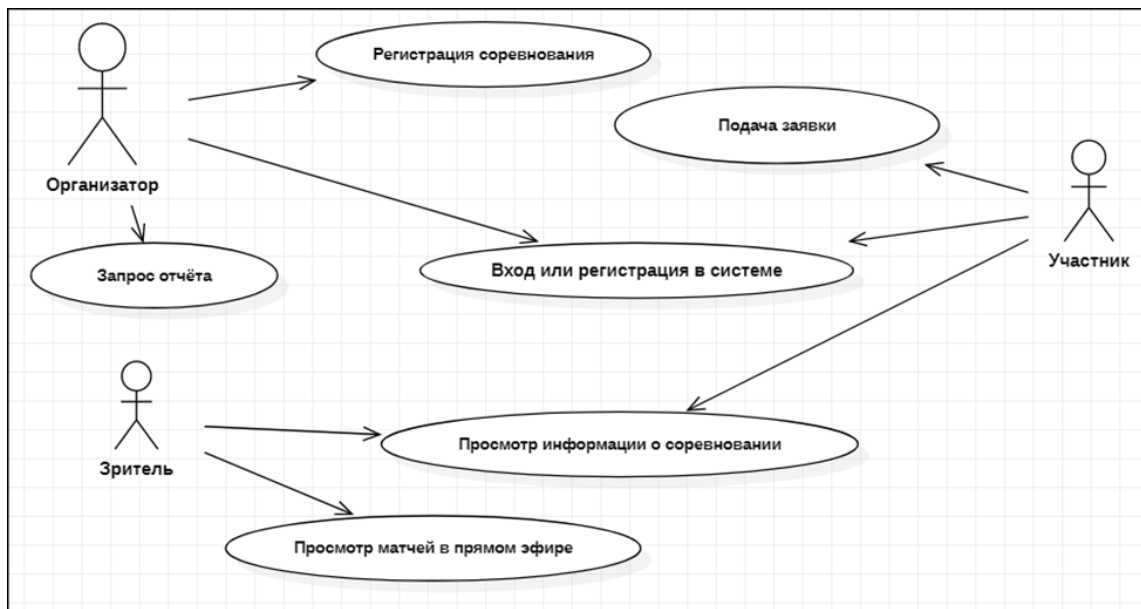 Регистрация соревнования
Подача заявки
Организатор
Участник
Запрос отчёта
Вход или регистрация в системе
Зритель
Просмотр информации о соревновании
Просмотр матчей в прямом эфире